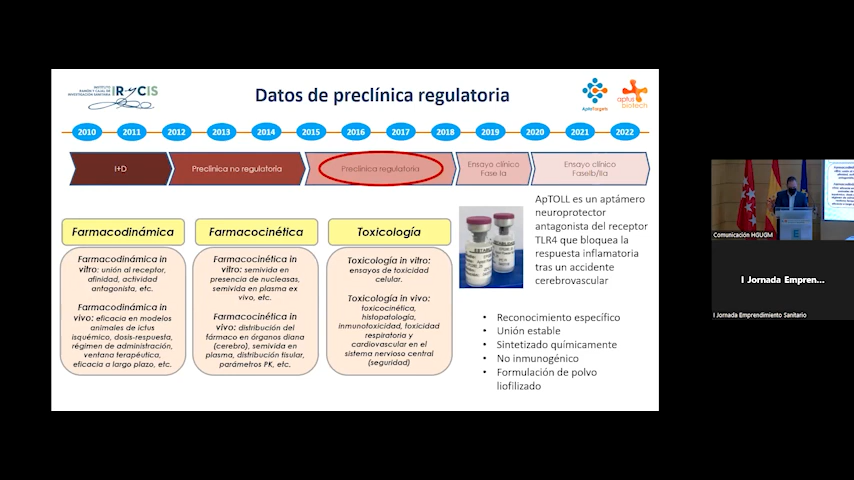 INSTITUTO
RAMÓN Y CAJAL DE
INVESTIGACIÓN SANITARIA
IRyCIS
Datos de preclínica regulatoria
ApTaTargets
aptus
biotech
2010 2011 2012 2013 2014 2015 2016 2017 2018 2019 2020 2021 2022
I+D
Preclínica no regulatoria
Preclínica regulatoria
Ensayo clínico
Fase Ia
Ensayo clínico
FaseIb/IIa
Farmacodinámica
Farmacodinámica in
vitro: unión al receptor,
afinidad, actividad
antagonista, etc.
Farmacodinámica in
vivo: eficacia en modelos
animales de ictus
isquémico, dosis-respuesta,
régimen de administración,
ventana terapéutica,
eficacia a largo plazo, etc.
Farmacocinética
Farmacocinética in
vitro: semivida en
presencia de nucleasas,
semivida en plasma ex
vivo, etc.
Farmacocinética in
vivo: distribución del
fármaco en órganos diana
(cerebro), semivida en
plasma, distribución tisular,
parámetros PK, etc.
Toxicología
Toxicología in vitro:
ensayos de toxicidad
celular.
Toxicología in vivo:
toxicocinética,
histopatología,
inmunotoxicidad, toxicidad
respiratoria y
cardiovascular en el
sistema nervioso central
(seguridad)
ApTOLL es un aptámero
neuroprotector
antagonista del receptor
TLR4 que bloquea la
respuesta inflamatoria
tras un accidente
cerebrovascular
• Reconocimiento específico
• Unión estable
• Sintetizado químicamente
• No inmunogénico
• Formulación de polvo
liofilizado
Comunicación HGUGM
I Jornada Empren...
I Jornada Emprendimiento Sanitario